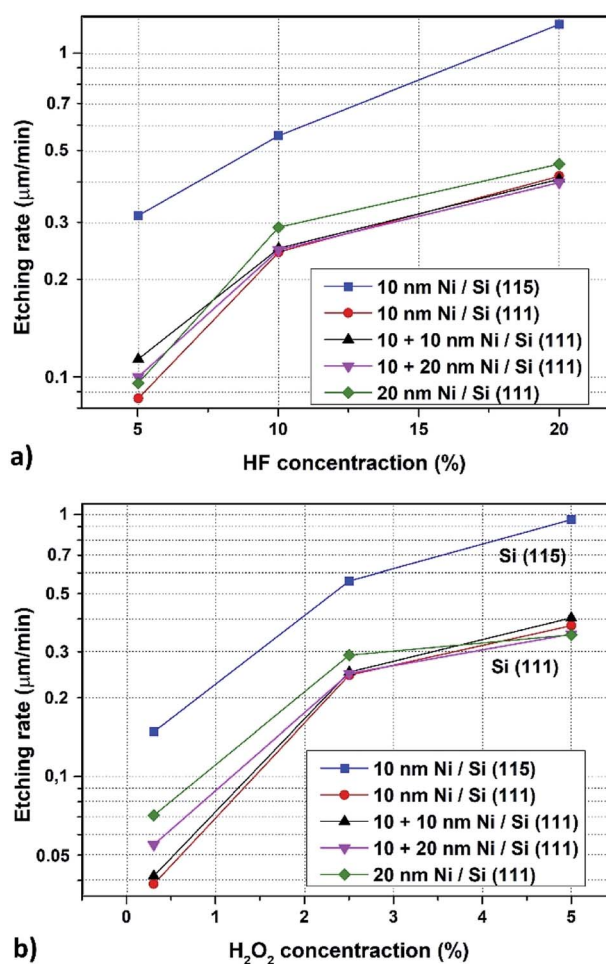 1
0.7
0.5
0.3
0.2
0.1
Etching rate (μm/min)
10 nm Ni / Si (115)
10 nm Ni / Si (111)
10 + 10 nm Ni / Si (111)
10 + 20 nm Ni / Si (111)
20 nm Ni / Si (111)
5
10
15
20
a)
HF concentraction (%)
1
0.7
0.5
0.3
0.2
0,1
0.05
Etching rate (μm/min)
Si (115)
Si (111)
10 nm Ni / Si (115)
10 nm Ni / Si (111)
10 + 10 nm Ni / Si (111)
10 + 20 nm Ni / Si (111)
20 nm Ni / Si (111)
0
1
2
3
4
5
b)
H₂O₂ concentraction (%)